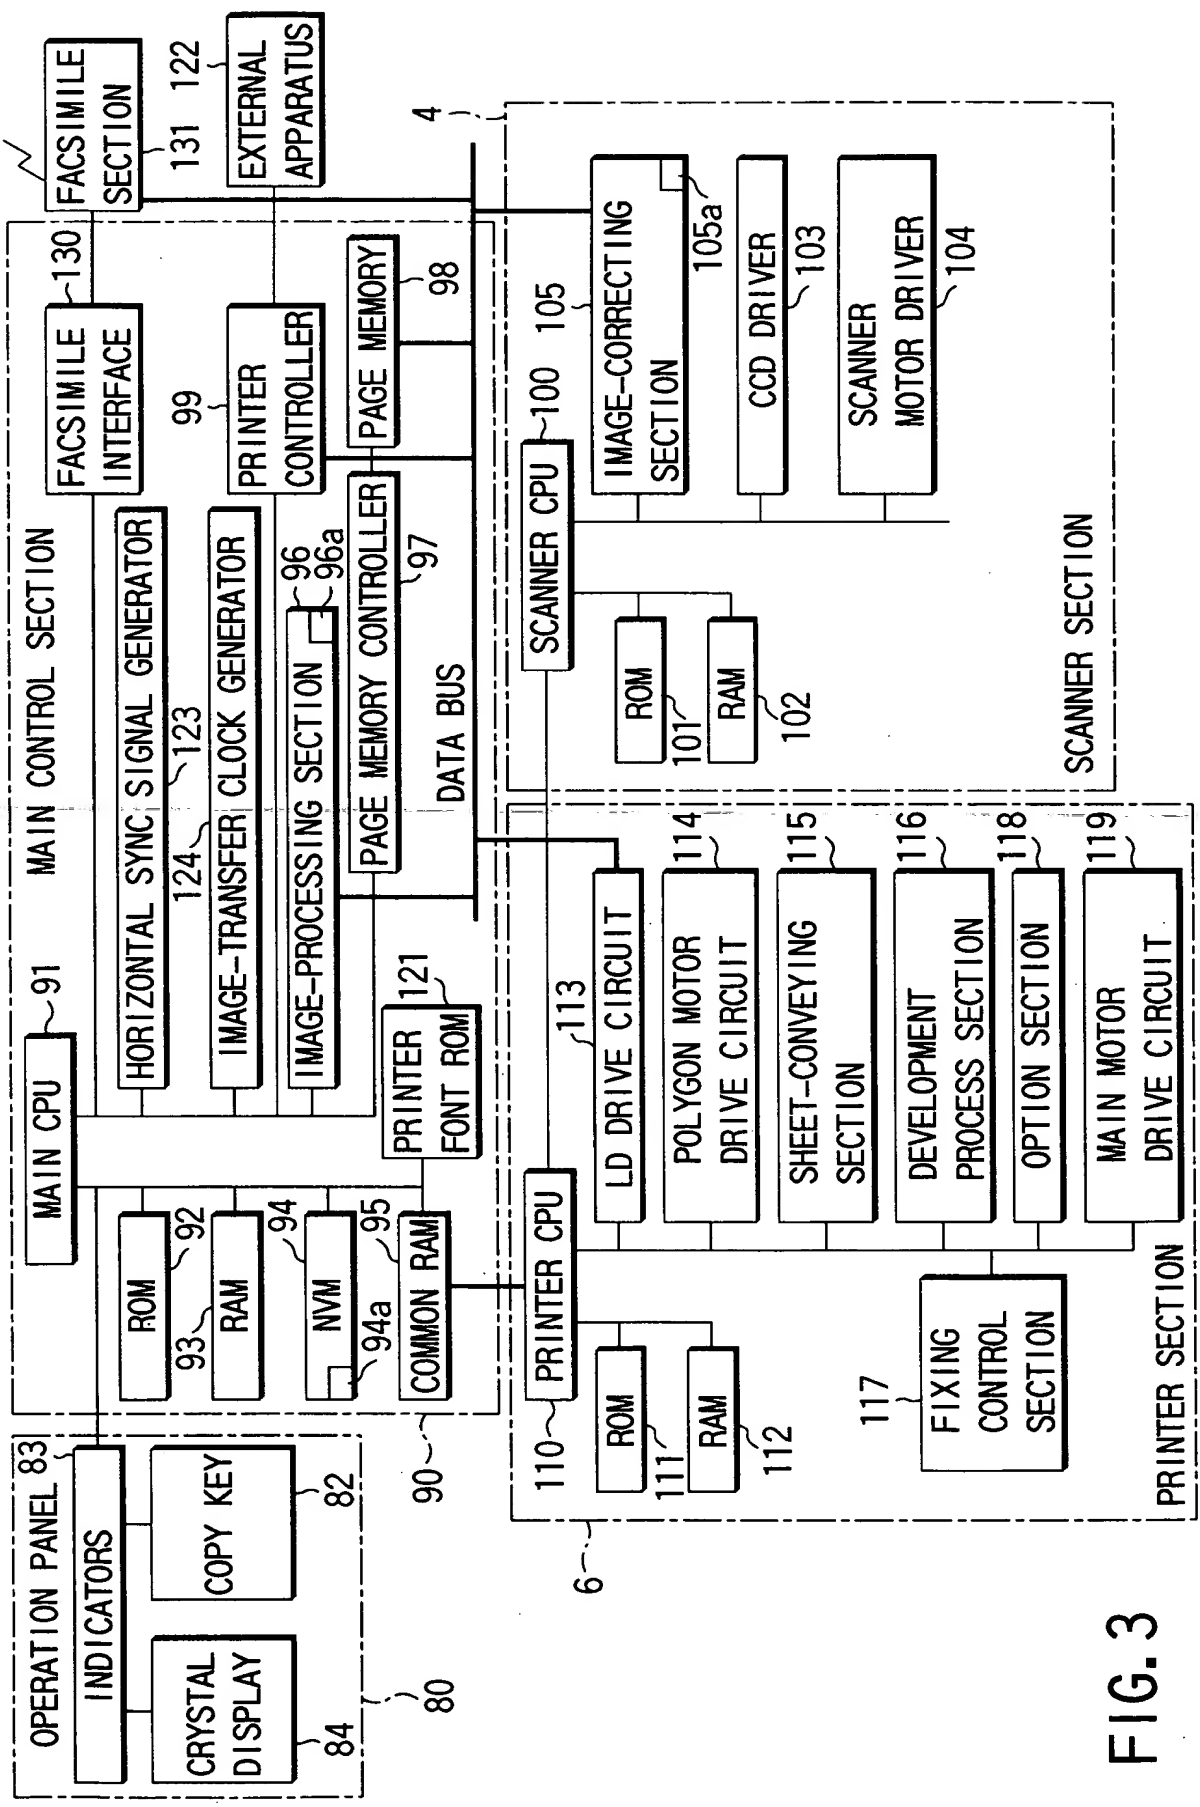 OPERATION PANEL
83
INDICATORS
CRYSTAL
DISPLAY
84
COPY KEY
82
80
MAIN CONTROL SECTION
90
MAIN CPU
91
ROM
92
RAM
93
NVM
94
94a
COMMON RAM
95
PRINTER
FONT ROM
121
HORIZONTAL SYNC SIGNAL GENERATOR
123
IMAGE-TRANSFER CLOCK GENERATOR
124
IMAGE-PROCESSING SECTION
96
96a
PAGE MEMORY CONTROLLER
97
PAGE MEMORY
98
FACSIMILE
INTERFACE
130
PRINTER
CONTROLLER
99
FACSIMILE
SECTION
131
EXTERNAL
APPARATUS
122
DATA BUS
6
PRINTER CPU
110
ROM
111
RAM
112
LD DRIVE CIRCUIT
113
POLYGON MOTOR
DRIVE CIRCUIT
114
SHEET-CONVEYING
SECTION
115
DEVELOPMENT
PROCESS SECTION
116
OPTION SECTION
118
MAIN MOTOR
DRIVE CIRCUIT
119
FIXING
CONTROL
SECTION
117
PRINTER SECTION
4
SCANNER CPU
100
ROM
101
RAM
102
IMAGE-CORRECTING
SECTION
105
105a
CCD DRIVER
103
SCANNER
MOTOR DRIVER
104
SCANNER SECTION
FIG. 3